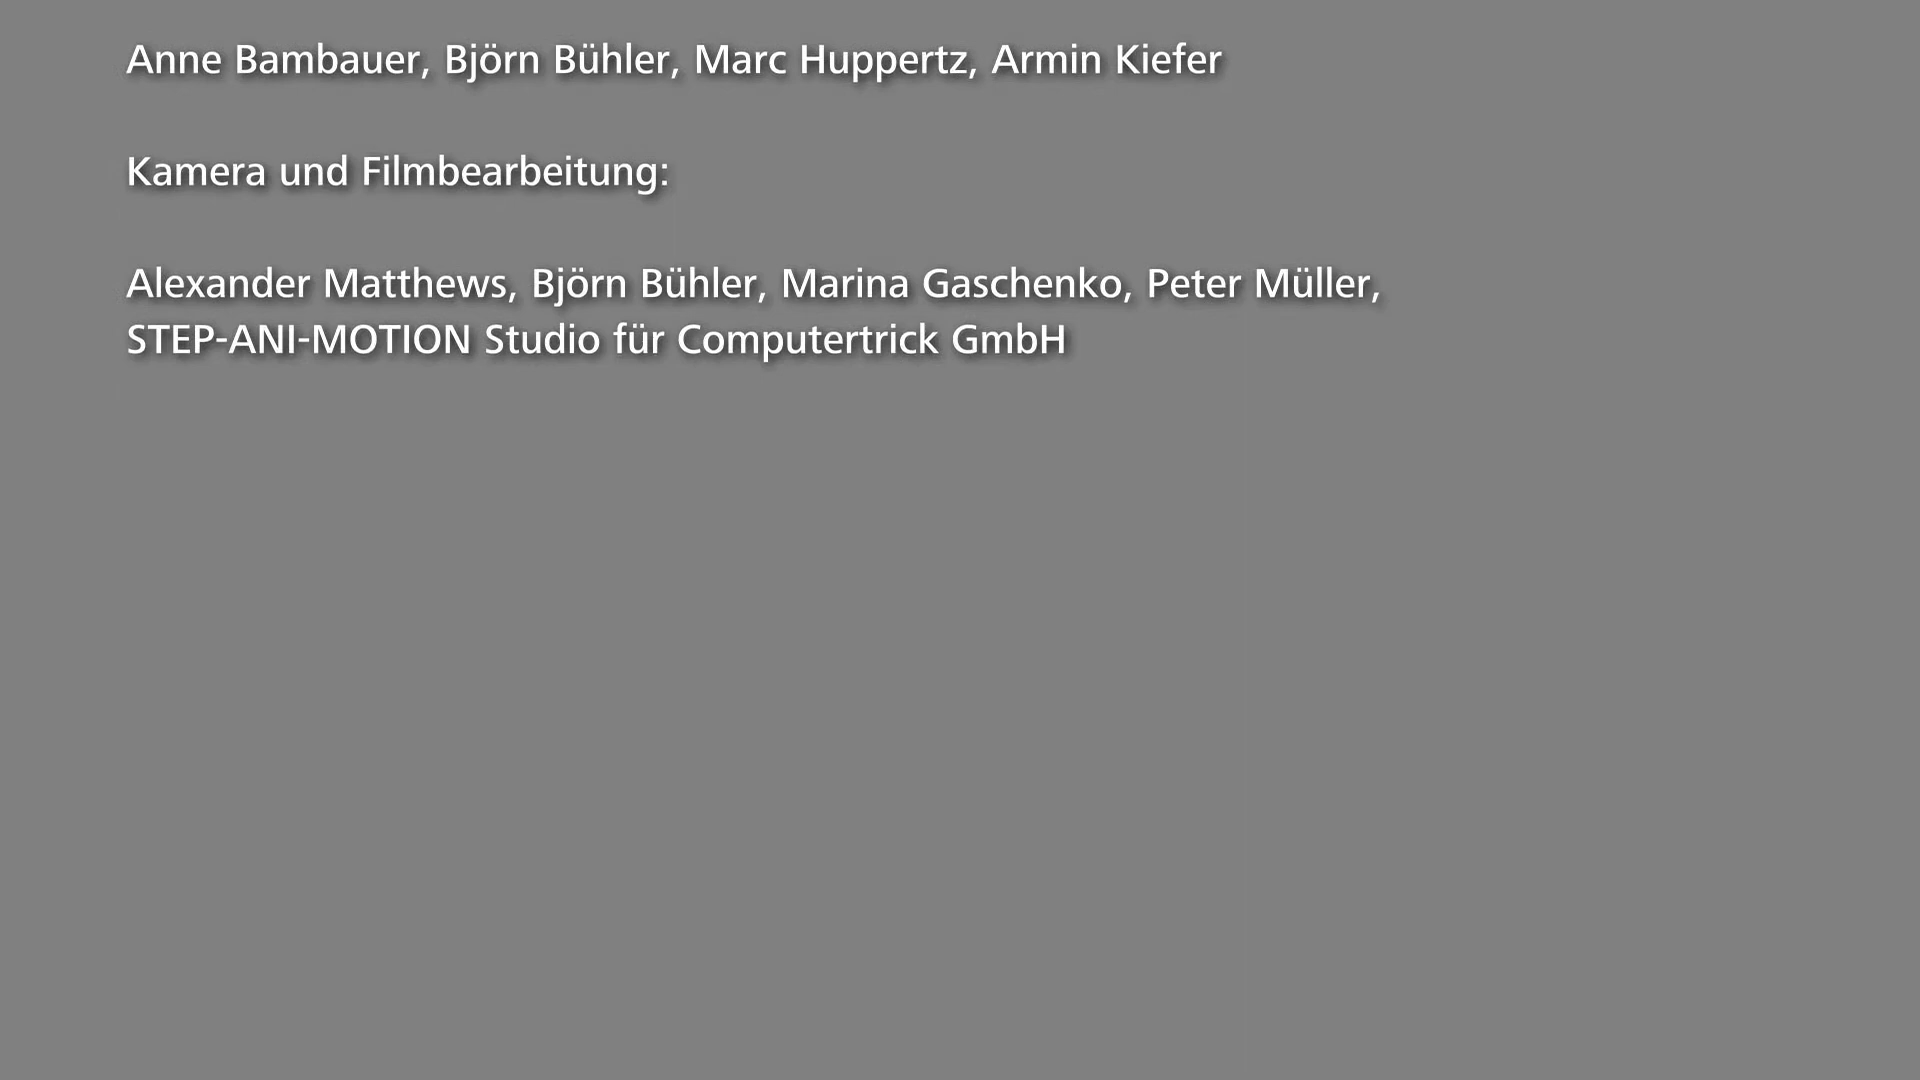 Anne Bambauer, Björn Bühler, Marc Huppertz, Armin Kiefer
Kamera und Filmbearbeitung:
Alexander Matthews, Björn Bühler, Marina Gaschenko, Peter Müller,
STEP-ANI-MOTION Studio für Computertrick GmbH